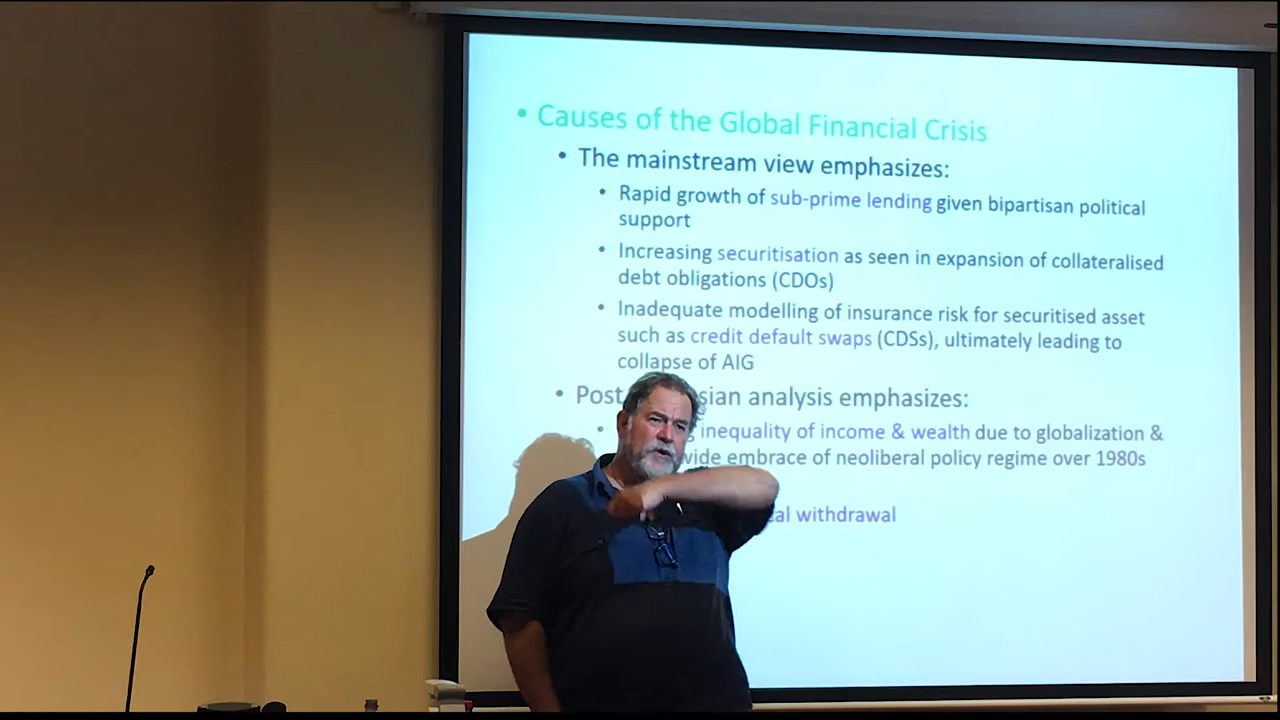 • Causes of the Global Financial Crisis
• The mainstream view emphasizes:
• Rapid growth of sub-prime lending given bipartisan political
support
• Increasing securitisation as seen in expansion of collateralised
debt obligations (CDOs)
• Inadequate modelling of insurance risk for securitised asset
such as credit default swaps (CDSs), ultimately leading to
collapse of AIG
• Post analysis emphasizes:
• inequality of income & wealth due to globalization &
wide embrace of neoliberal policy regime over 1980s
withdrawal